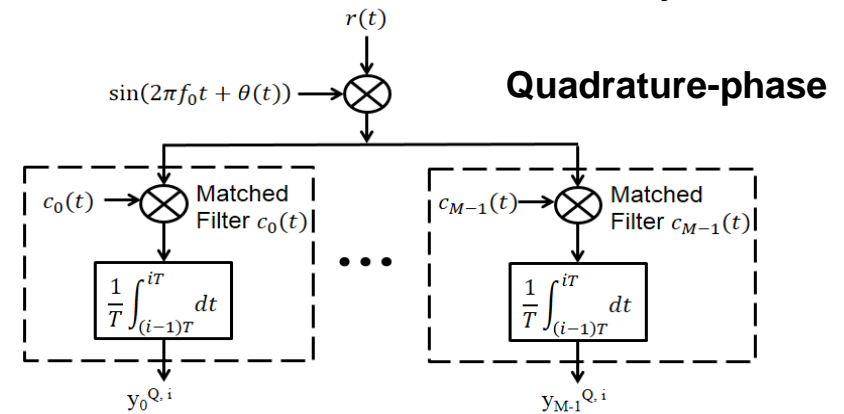 r(t)
sin(2πf₀t + θ(t))
Quadrature-phase
c₀(t)
Matched
Filter c₀(t)
1/T ∫_{(i−1)T}^{iT} dt
y₀^{Q, i}
• • •
c_{M−1}(t)
Matched
Filter c_{M−1}(t)
1/T ∫_{(i−1)T}^{iT} dt
y_{M-1}^{Q, i}